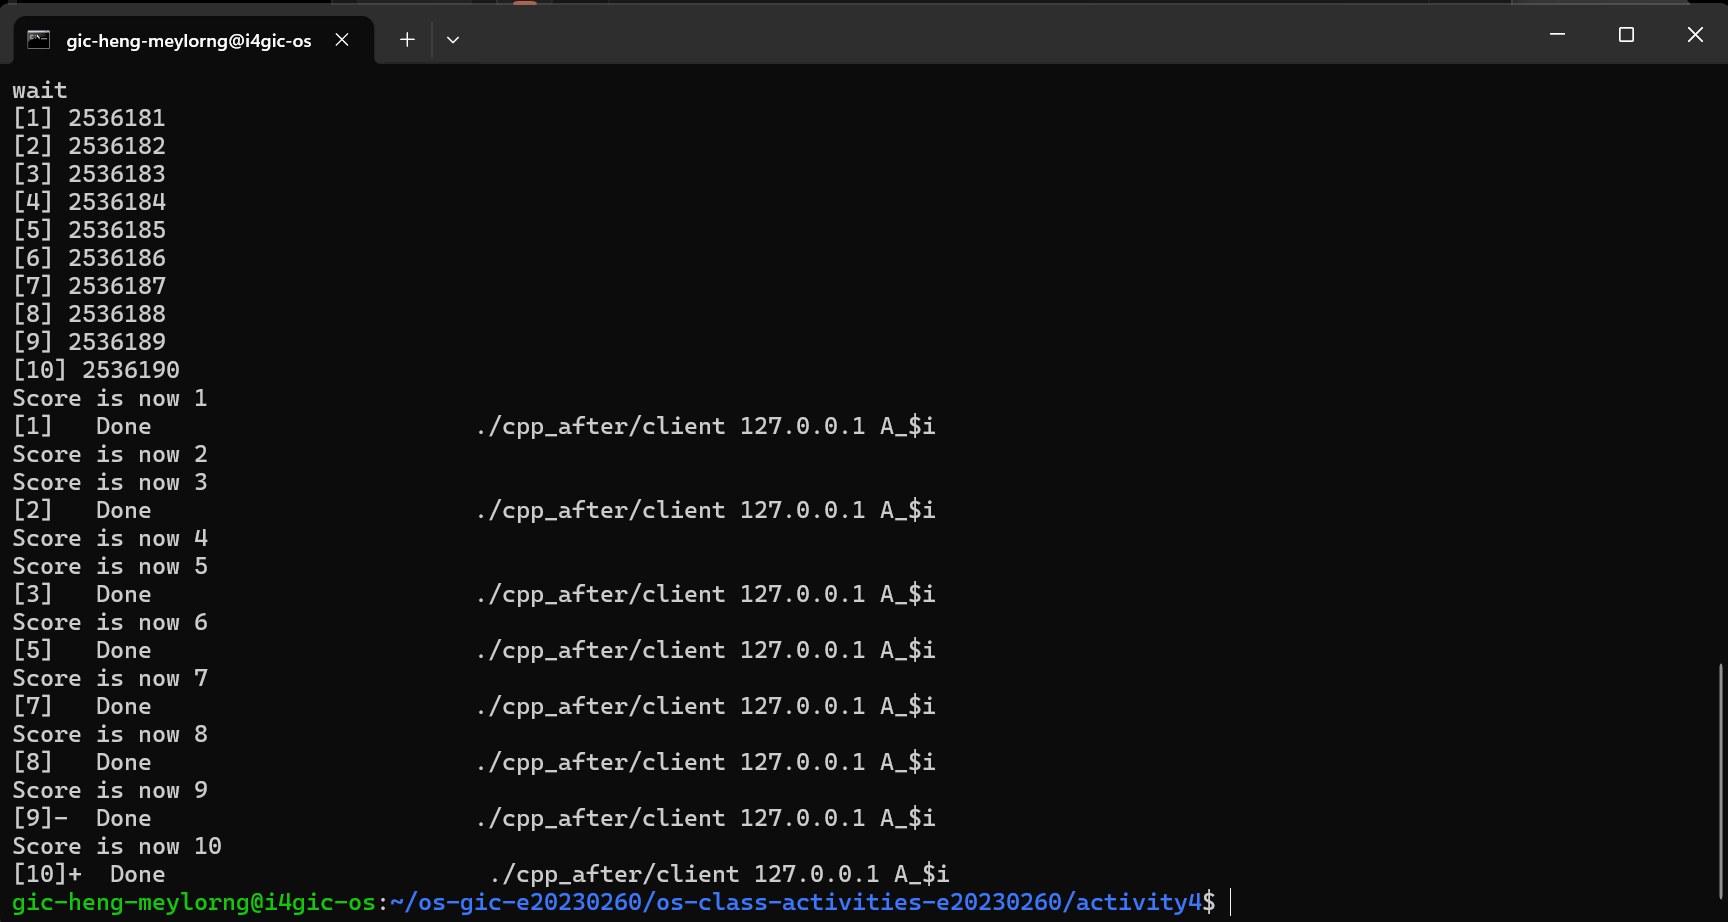 gic-heng-meylorng@i4gic-os
wait
[1] 2536181
[2] 2536182
[3] 2536183
[4] 2536184
[5] 2536185
[6] 2536186
[7] 2536187
[8] 2536188
[9] 2536189
[10] 2536190
Score is now 1
[1]   Done                       ./cpp_after/client 127.0.0.1 A_$i
Score is now 2
Score is now 3
[2]   Done                       ./cpp_after/client 127.0.0.1 A_$i
Score is now 4
Score is now 5
[3]   Done                       ./cpp_after/client 127.0.0.1 A_$i
Score is now 6
[5]   Done                       ./cpp_after/client 127.0.0.1 A_$i
Score is now 7
[7]   Done                       ./cpp_after/client 127.0.0.1 A_$i
Score is now 8
[8]   Done                       ./cpp_after/client 127.0.0.1 A_$i
Score is now 9
[9]-  Done                       ./cpp_after/client 127.0.0.1 A_$i
Score is now 10
[10]+  Done                       ./cpp_after/client 127.0.0.1 A_$i
gic-heng-meylorng@i4gic-os:~/os-gic-e20230260/os-class-activities-e20230260/activity4$